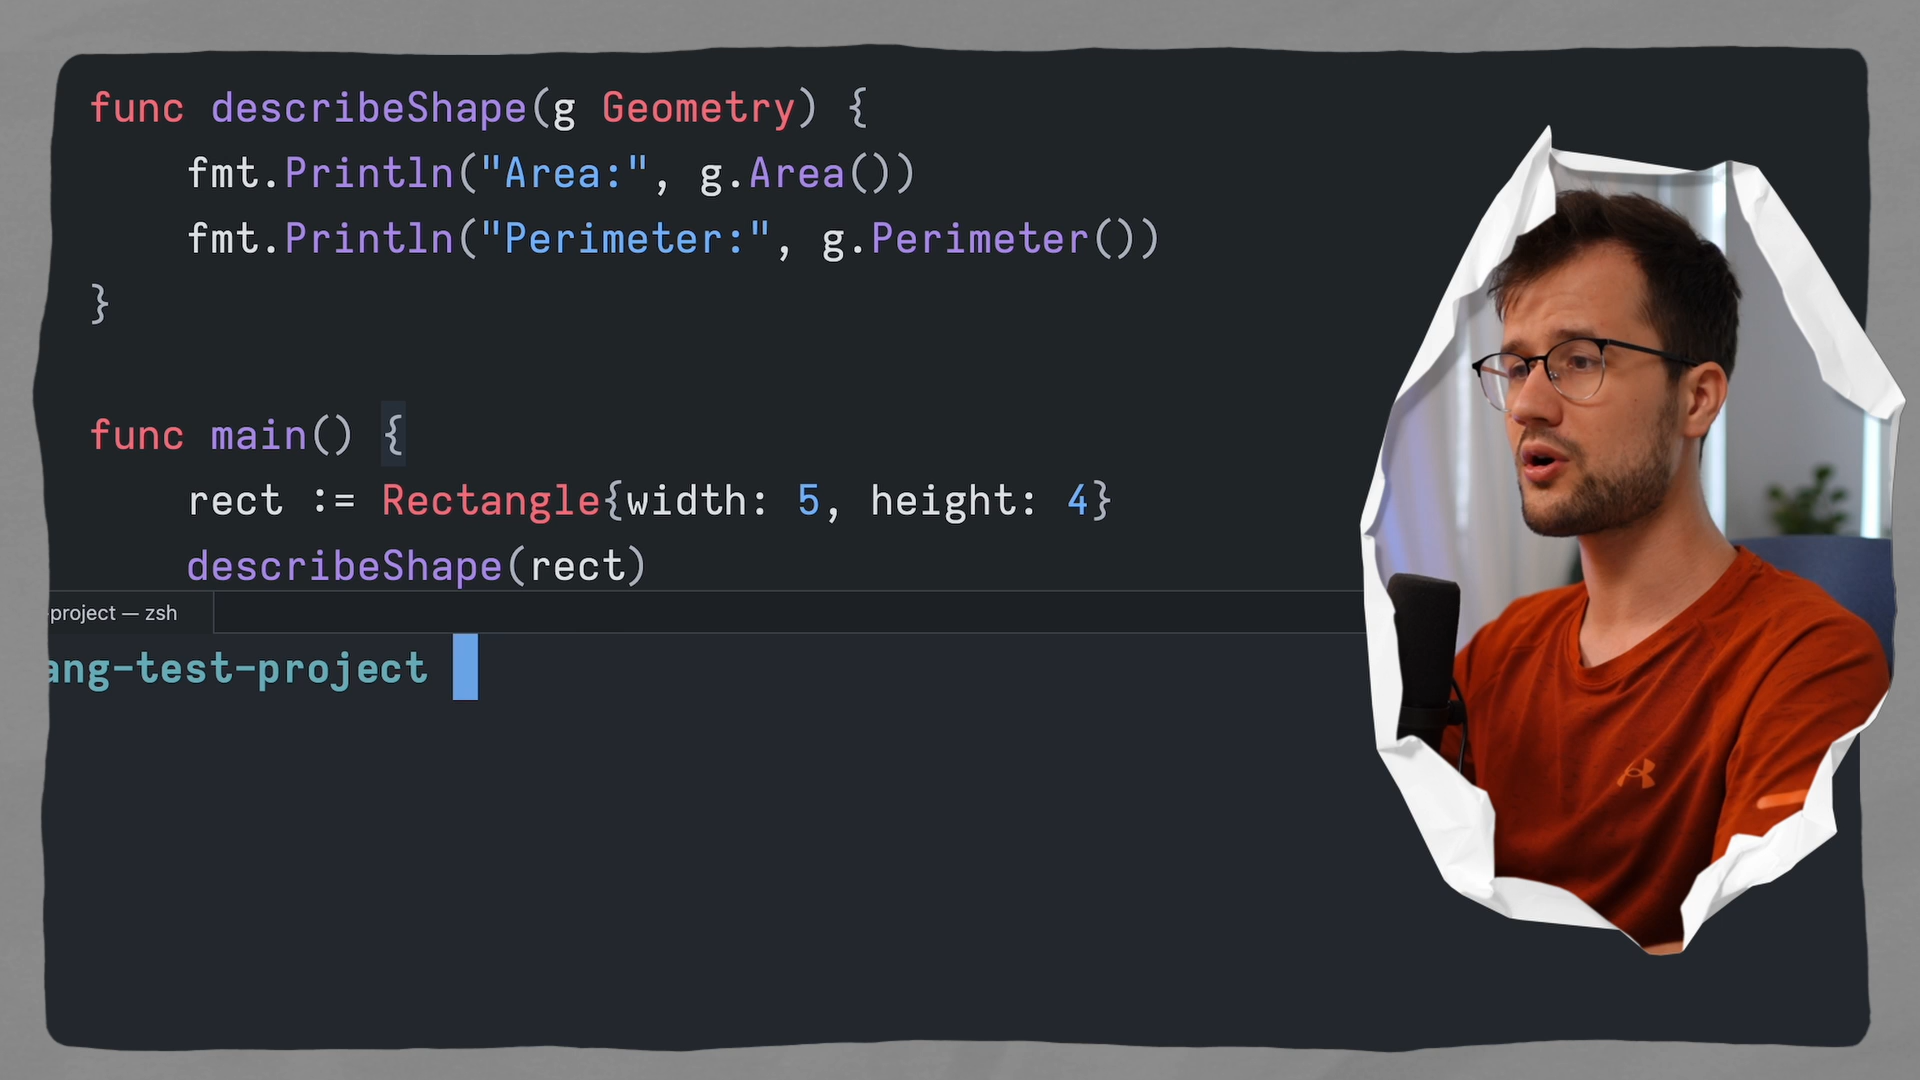 func describeShape(g Geometry) {
fmt.Println("Area:", g.Area())
fmt.Println("Perimeter:", g.Perimeter())
}
func main() {
rect := Rectangle{width: 5, height: 4}
describeShape(rect)
project — zsh
ang-test-project